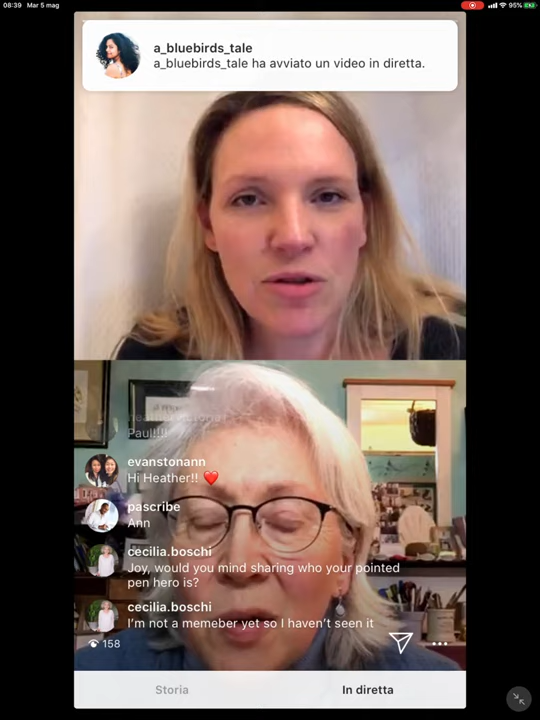 08:39 Mar 5 mag
95%
a_bluebirds_tale
a_bluebirds_tale ha avviato un video in diretta.
Paul!!!!
evanstonann
Hi Heather!! ❤️
pascribe
Ann
cecilia.boschi
Joy, would you mind sharing who your pointed
pen hero is?
cecilia.boschi
I'm not a memeber yet so I haven't seen it
158
Storia In diretta